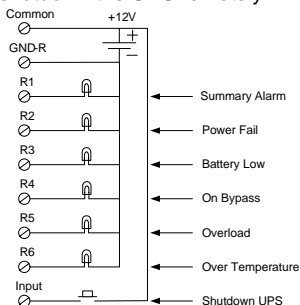 Common
+12V
+
GND-R
−
R1
Summary Alarm
R2
Power Fail
R3
Battery Low
R4
On Bypass
R5
Overload
R6
Over Temperature
Input
Shutdown UPS